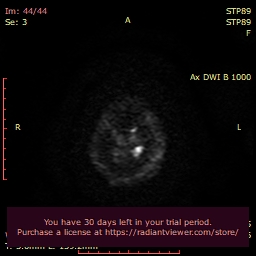 Im: 44/44
Se: 3
A
STP89
STP89
F
Ax DWI B 1000
R
L
You have 30 days left in your trial period.
Purchase a license at https://radiantviewer.com/store/